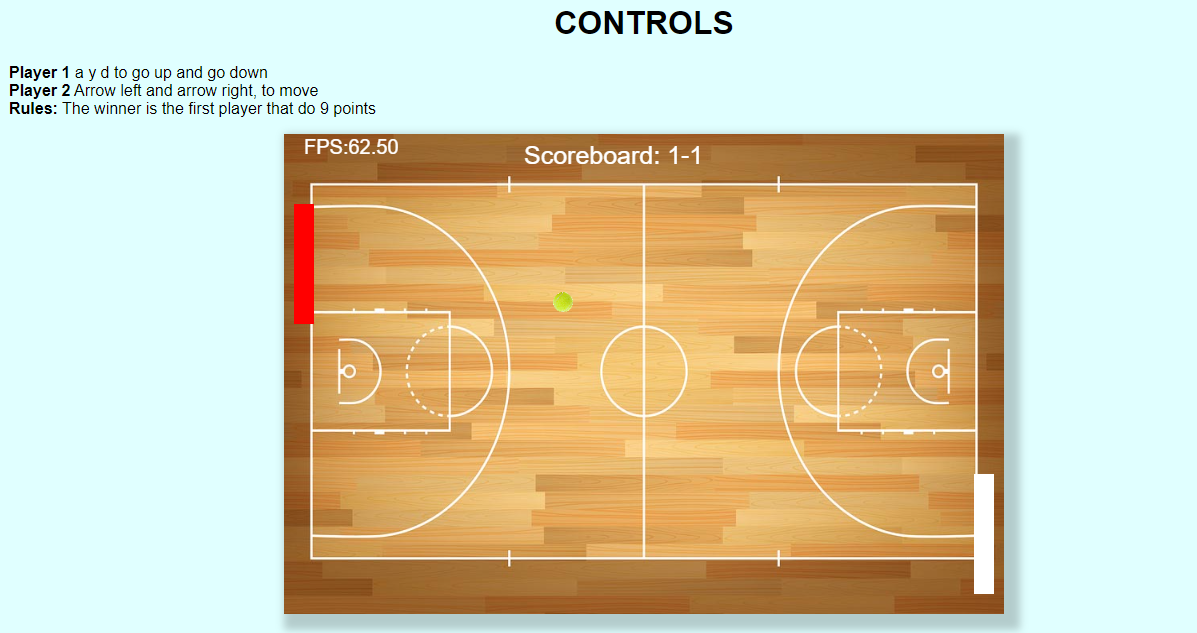 CONTROLS
Player 1 a y d to go up and go down
Player 2 Arrow left and arrow right, to move
Rules: The winner is the first player that do 9 points
FPS:62.50
Scoreboard: 1-1